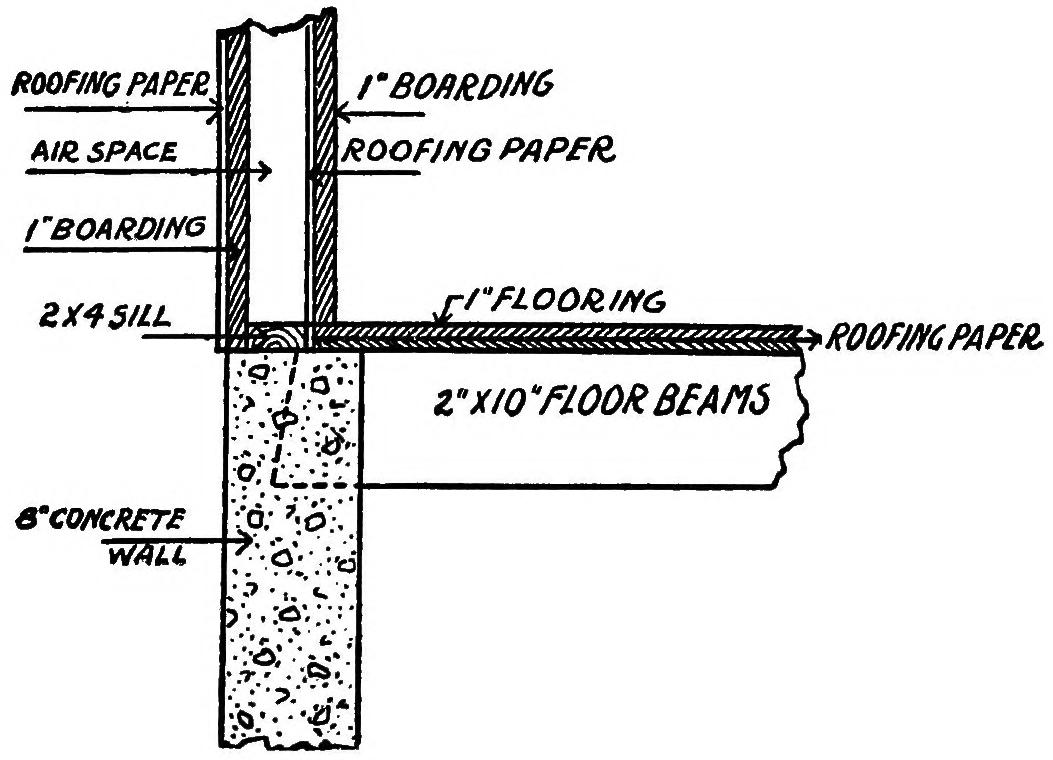 ROOFING PAPER
1" BOARDING
AIR SPACE
ROOFING PAPER
1" BOARDING
1" FLOORING
2X4 SILL
ROOFING PAPER
2"X10" FLOOR BEAMS
8" CONCRETE
WALL